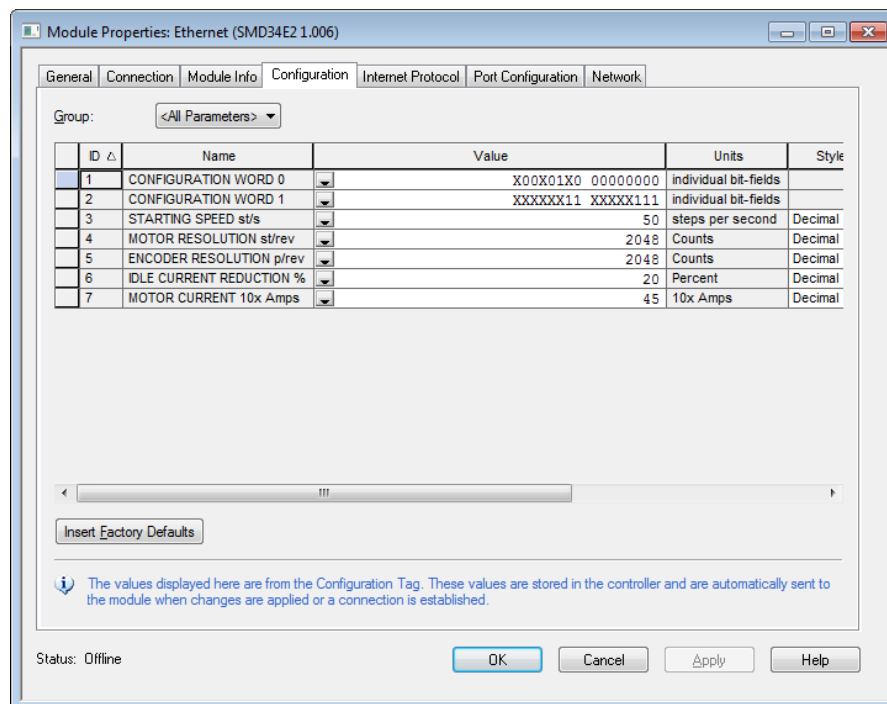 Module Properties: Ethernet (SMD34E2 1.006)
General Connection Module Info Configuration Internet Protocol Port Configuration Network
Group: <All Parameters>
ID Name Value Units Style
1 CONFIGURATION WORD 0 X00X01X0 00000000 individual bit-fields
2 CONFIGURATION WORD 1 XXXXXX11 XXXXX111 individual bit-fields
3 STARTING SPEED st/s 50 steps per second Decimal
4 MOTOR RESOLUTION st/rev 2048 Counts Decimal
5 ENCODER RESOLUTION p/rev 2048 Counts Decimal
6 IDLE CURRENT REDUCTION % 20 Percent Decimal
7 MOTOR CURRENT 10x Amps 45 10x Amps Decimal
Insert Factory Defaults
The values displayed here are from the Configuration Tag. These values are stored in the controller and are automatically sent to
the module when changes are applied or a connection is established.
Status: Offline OK Cancel Apply Help